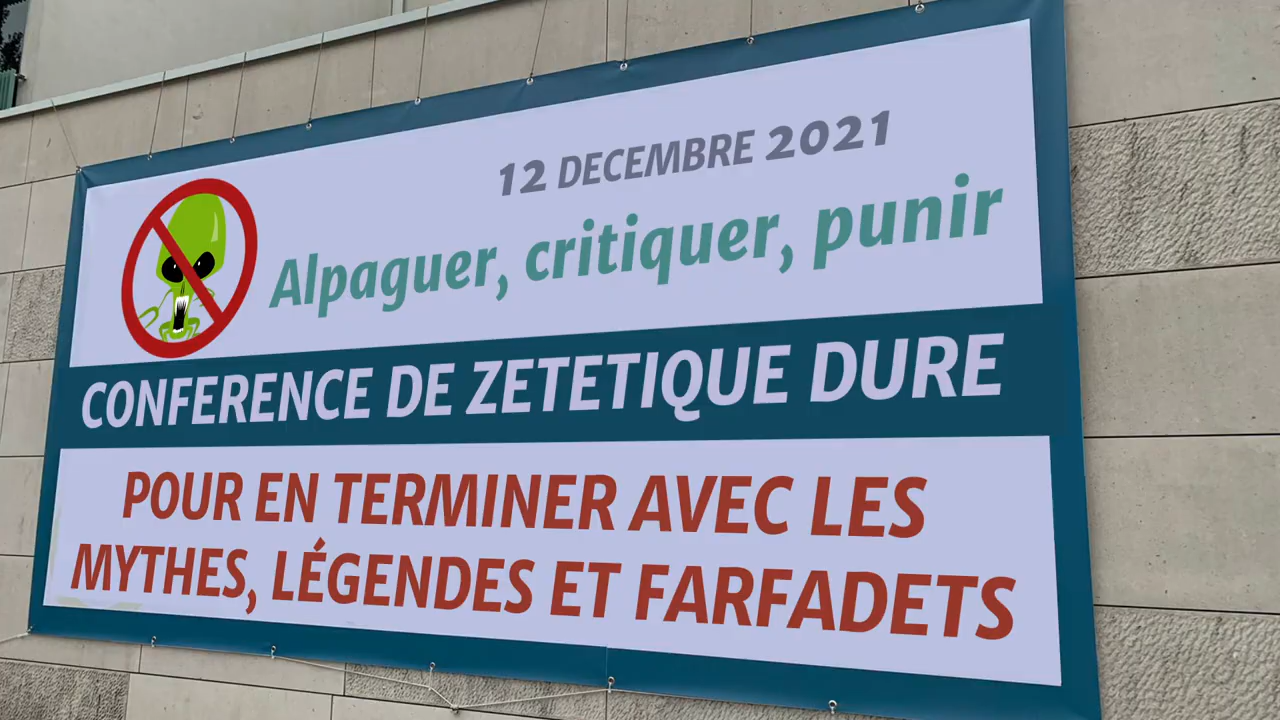 12 DECEMBRE 2021
Alpaguer, critiquer, punir
CONFERENCE DE ZETETIQUE DURE
POUR EN TERMINER AVEC LES
MYTHES, LÉGENDES ET FARFADETS